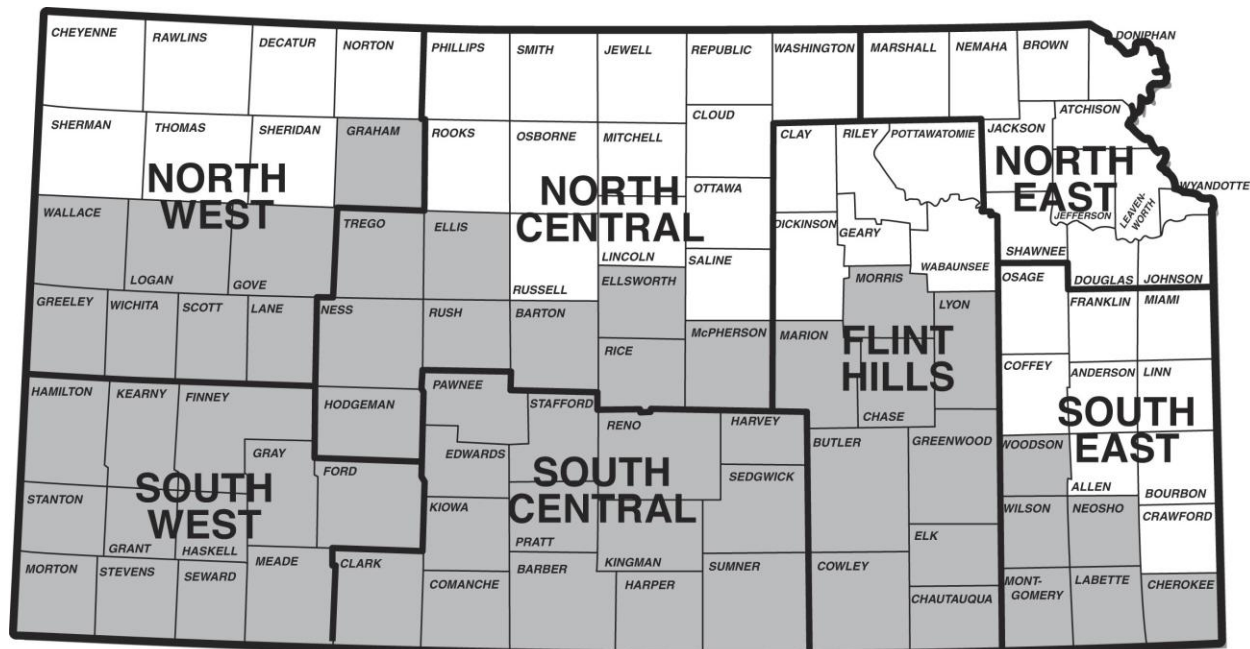 CHEYENNE
RAWLINS
DECATUR
NORTON
PHILLIPS
SMITH
JEWELL
REPUBLIC
WASHINGTON
MARSHALL
NEMAHA
BROWN
DONIPHAN
SHERMAN
THOMAS
SHERIDAN
GRAHAM
ROOKS
OSBORNE
MITCHELL
CLOUD
CLAY
RILEY
POTTAWATOMIE
JACKSON
ATCHISON
NORTH
WEST
NORTH
CENTRAL
NORTH
EAST
WALLACE
LOGAN
GOVE
TREGO
ELLIS
RUSSELL
LINCOLN
OTTAWA
SALINE
DICKINSON
GEARY
WABAUNSEE
SHAWNEE
JEFFERSON
LEAVEN-
WORTH
WYANDOTTE
DOUGLAS
JOHNSON
GREELEY
WICHITA
SCOTT
LANE
NESS
RUSH
BARTON
ELLSWORTH
RICE
McPHERSON
MARION
MORRIS
LYON
CHASE
FLINT
HILLS
OSAGE
FRANKLIN
MIAMI
COFFEY
ANDERSON
LINN
SOUTH
EAST
HAMILTON
KEARNY
FINNEY
GRAY
HODGEMAN
FORD
PAWNEE
STAFFORD
EDWARDS
RENO
HARVEY
SEDGWICK
BUTLER
GREENWOOD
WOODSON
ALLEN
BOURBON
SOUTH
WEST
SOUTH
CENTRAL
STANTON
GRANT
HASKELL
KIOWA
PRATT
KINGMAN
ELK
WILSON
NEOSHO
CRAWFORD
MORTON
STEVENS
SEWARD
MEADE
CLARK
COMANCHE
BARBER
HARPER
SUMNER
COWLEY
CHAUTAUQUA
MONT-
GOMERY
LABETTE
CHEROKEE